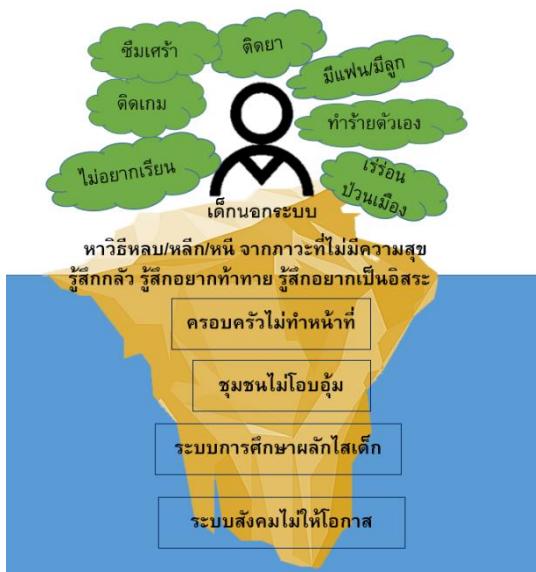 ซึมเศร้า
ติดยา
มีแฟน/มีลูก
ติดเกม
ทำร้ายตัวเอง
ไม่อยากเรียน
เร่ร่อน
ป่วนเมือง
เด็กนอกระบบ
หาวิธีหลบ/หลีก/หนี จากภาวะที่ไม่มีความสุข
รู้สึกกลัว รู้สึกอยากท้าทาย รู้สึกอยากเป็นอิสระ
ครอบครัวไม่ทำหน้าที่
ชุมชนไม่โอบอุ้ม
ระบบการศึกษาผลักไสเด็ก
ระบบสังคมไม่ให้โอกาส